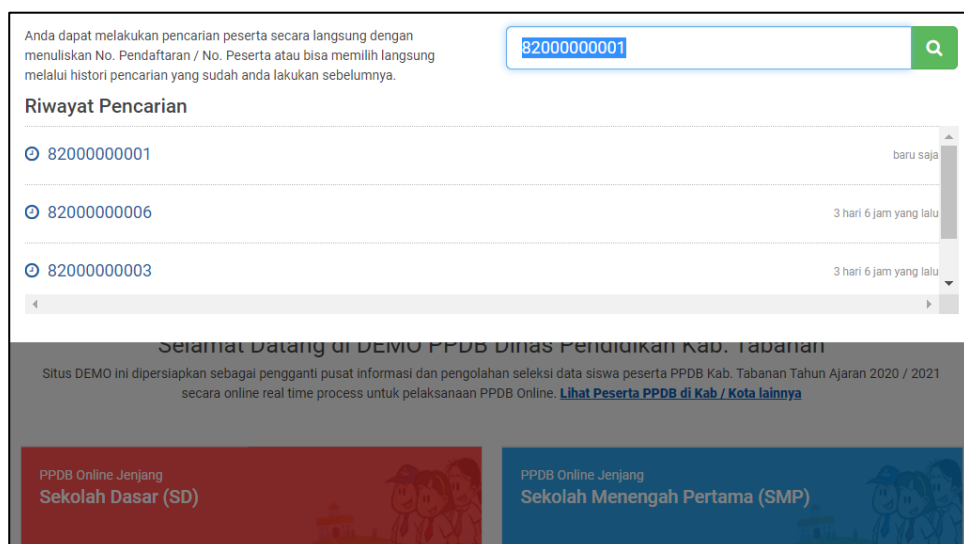 Anda dapat melakukan pencarian peserta secara langsung dengan
menuliskan No. Pendaftaran / No. Peserta atau bisa memilih langsung
melalui histori pencarian yang sudah anda lakukan sebelumnya.
82000000001
Riwayat Pencarian
82000000001 baru saja
82000000006 3 hari 6 jam yang lalu
82000000003 3 hari 6 jam yang lalu
Selamat Datang di DEMO PPDB Dinas Pendidikan Kab. Tabanan
Situs DEMO ini dipersiapkan sebagai pengganti pusat informasi dan pengolahan seleksi data siswa peserta PPDB Kab. Tabanan Tahun Ajaran 2020 / 2021
secara online real time process untuk pelaksanaan PPDB Online. Lihat Peserta PPDB di Kab / Kota lainnya
PPDB Online Jenjang
Sekolah Dasar (SD)
PPDB Online Jenjang
Sekolah Menengah Pertama (SMP)